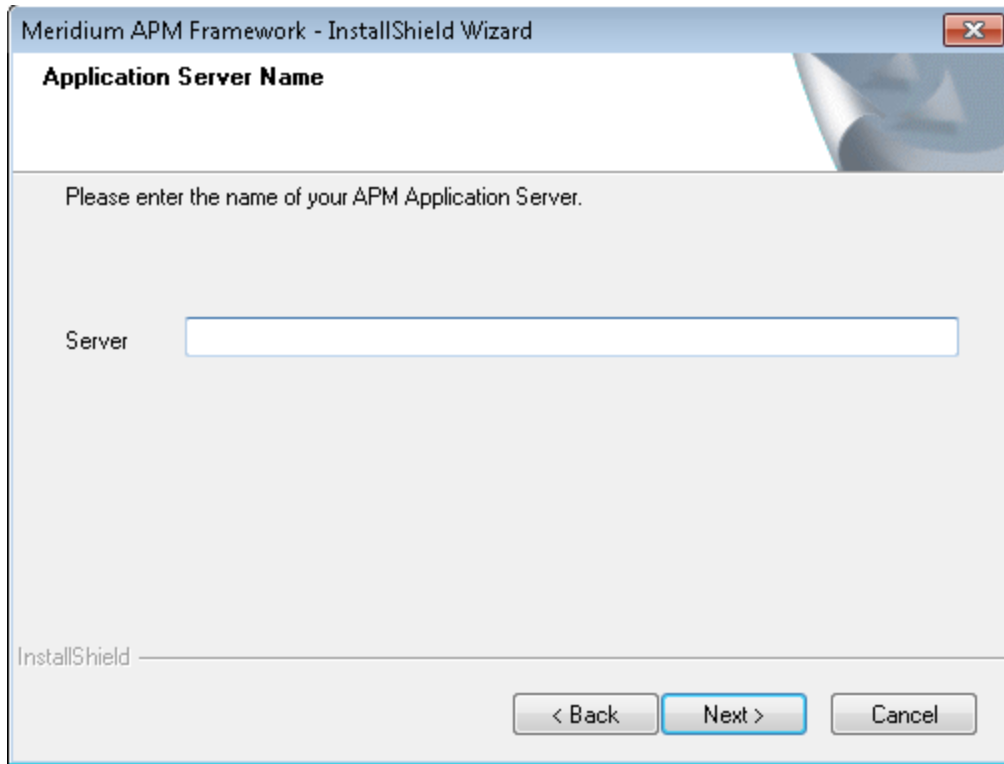 Meridium APM Framework - InstallShield Wizard
Application Server Name
Please enter the name of your APM Application Server.
Server
InstallShield
< Back Next > Cancel